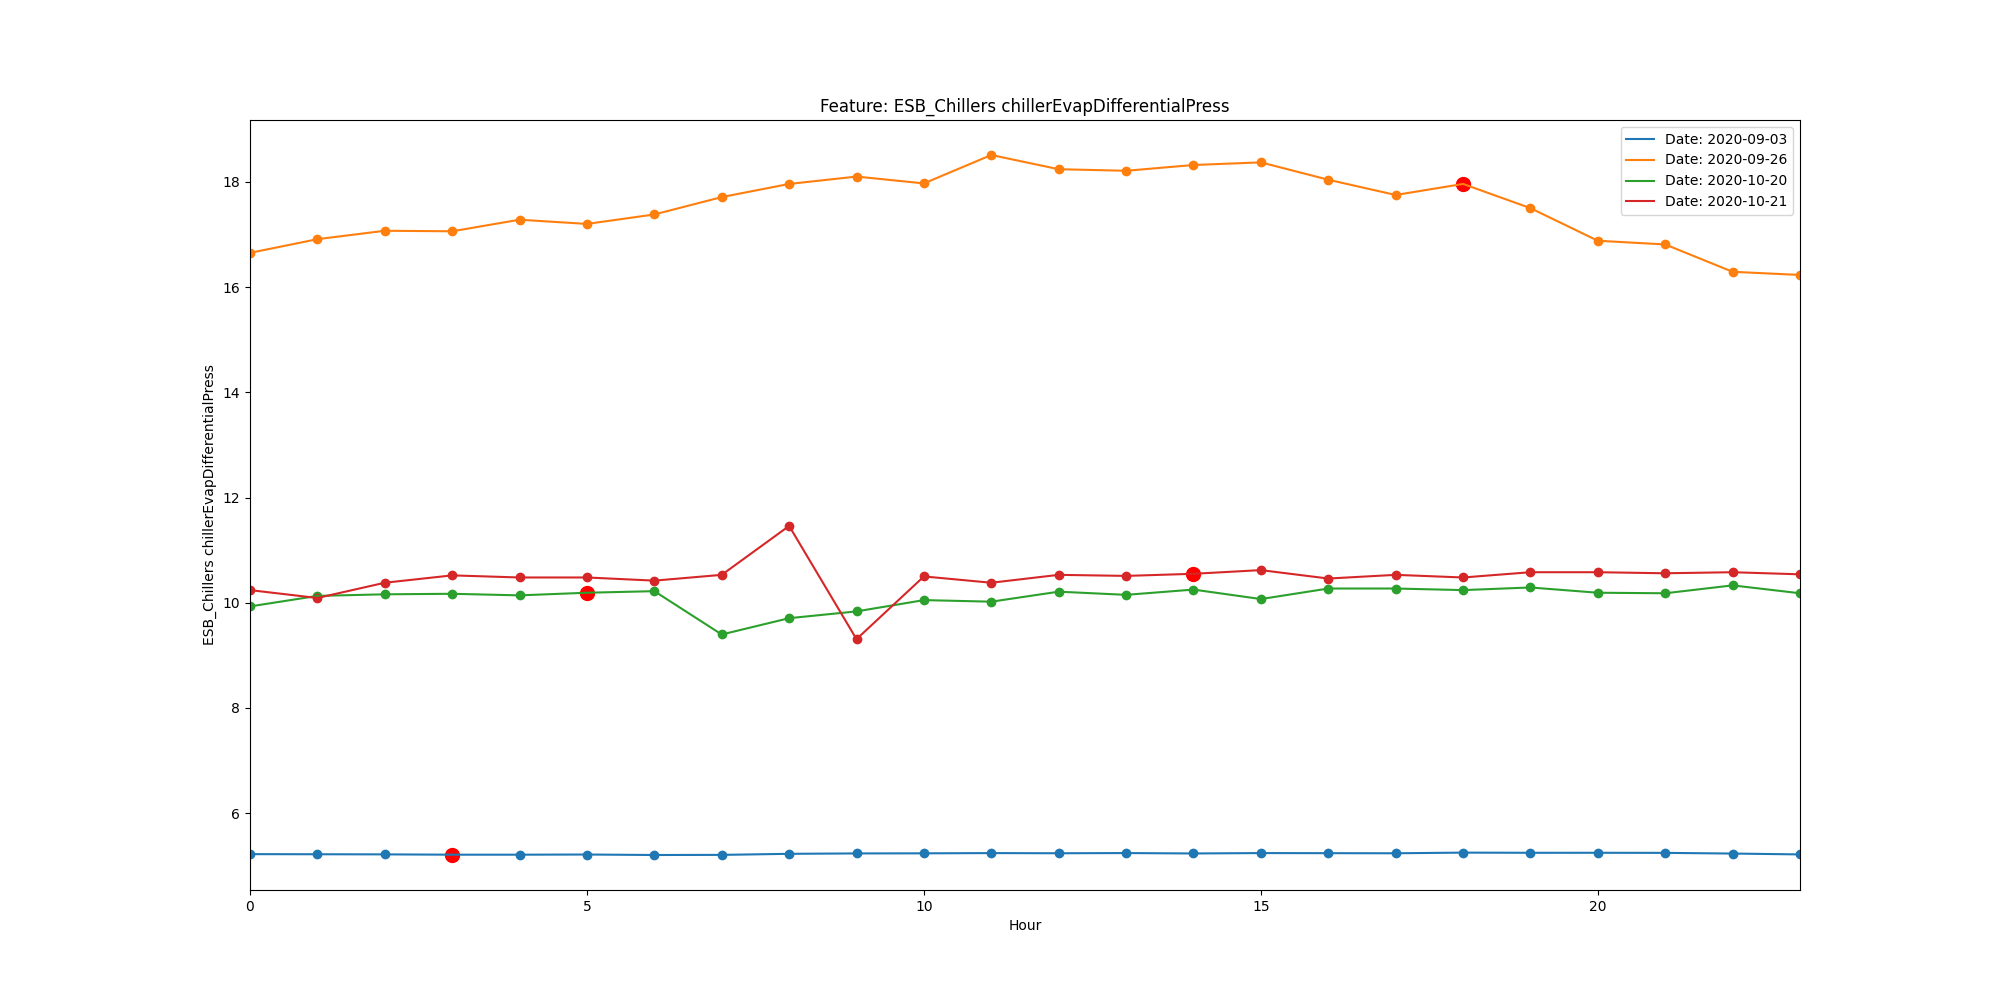 Feature: ESB_Chillers chillerEvapDifferentialPress
Date: 2020-09-03
Date: 2020-09-26
Date: 2020-10-20
Date: 2020-10-21
ESB_Chillers chillerEvapDifferentialPress
18
16
14
12
10
8
6
0 5 10 15 20
Hour